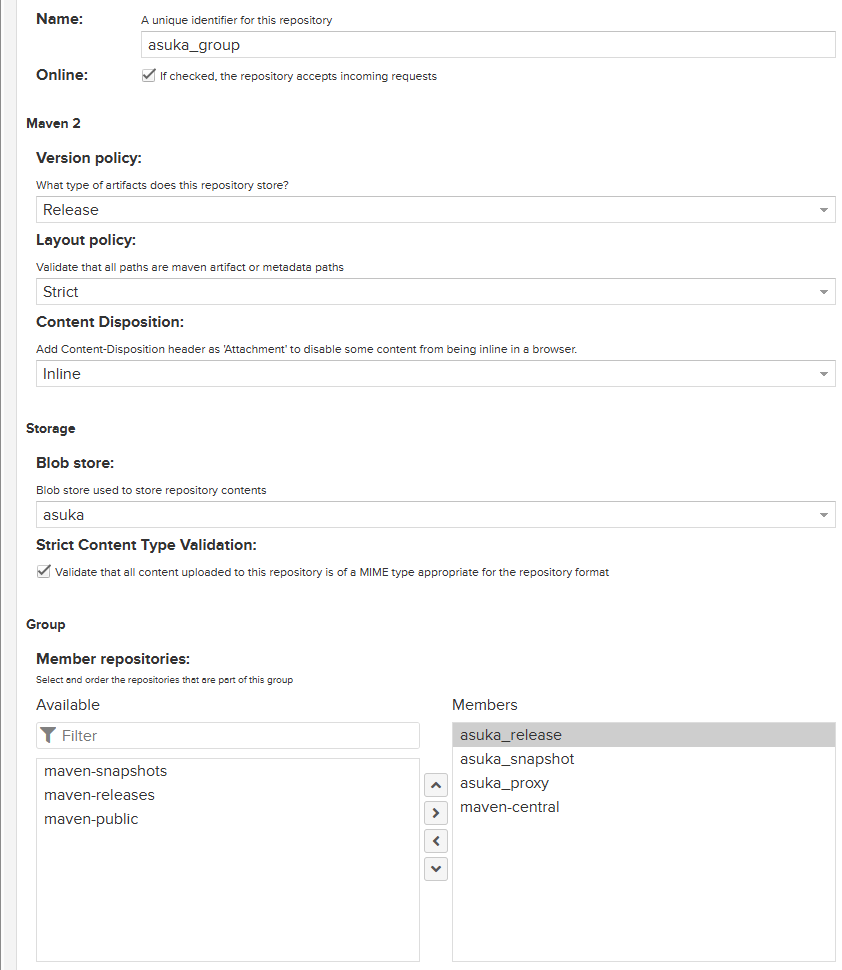 Name: A unique identifier for this repository
asuka_group
Online: If checked, the repository accepts incoming requests
Maven 2
Version policy:
What type of artifacts does this repository store?
Release
Layout policy:
Validate that all paths are maven artifact or metadata paths
Strict
Content Disposition:
Add Content-Disposition header as 'Attachment' to disable some content from being inline in a browser.
Inline
Storage
Blob store:
Blob store used to store repository contents
asuka
Strict Content Type Validation:
Validate that all content uploaded to this repository is of a MIME type appropriate for the repository format
Group
Member repositories:
Select and order the repositories that are part of this group
Available
Filter
maven-snapshots
maven-releases
maven-public
Members
asuka_release
asuka_snapshot
asuka_proxy
maven-central